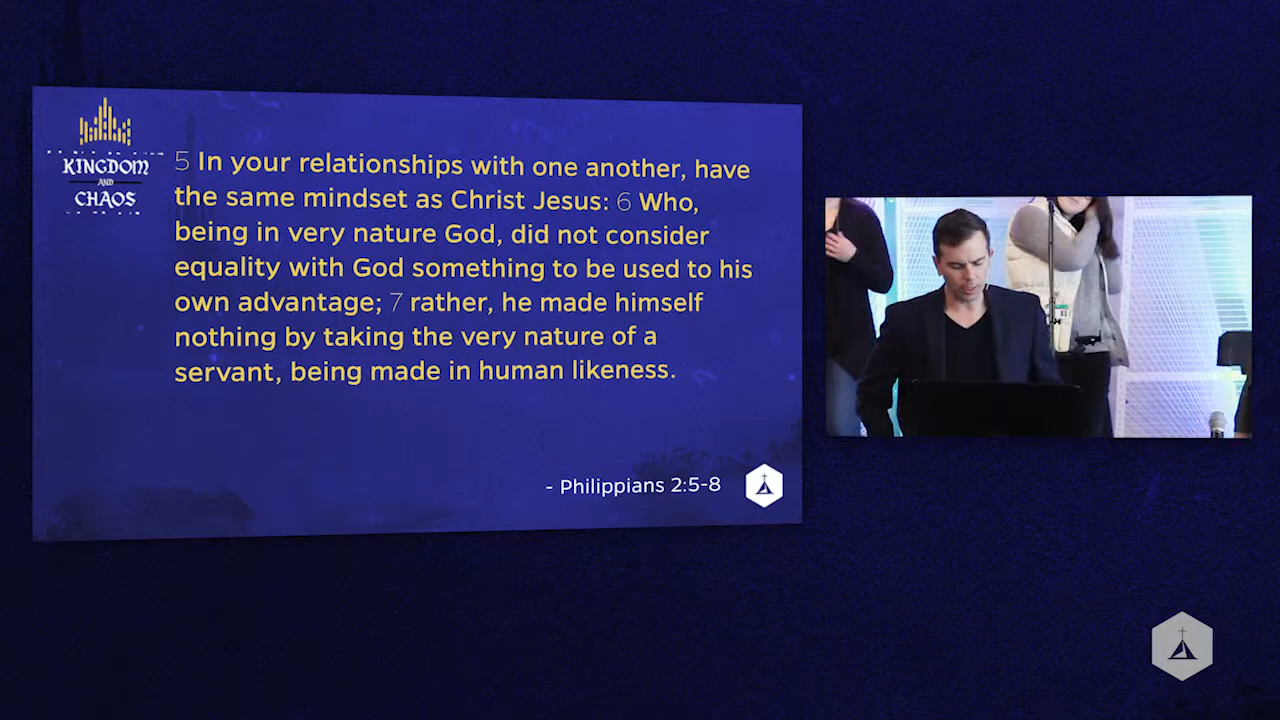 KINGDOM
AND
CHAOS
5 In your relationships with one another, have
the same mindset as Christ Jesus: 6 Who,
being in very nature God, did not consider
equality with God something to be used to his
own advantage; 7 rather, he made himself
nothing by taking the very nature of a
servant, being made in human likeness.
- Philippians 2:5-8